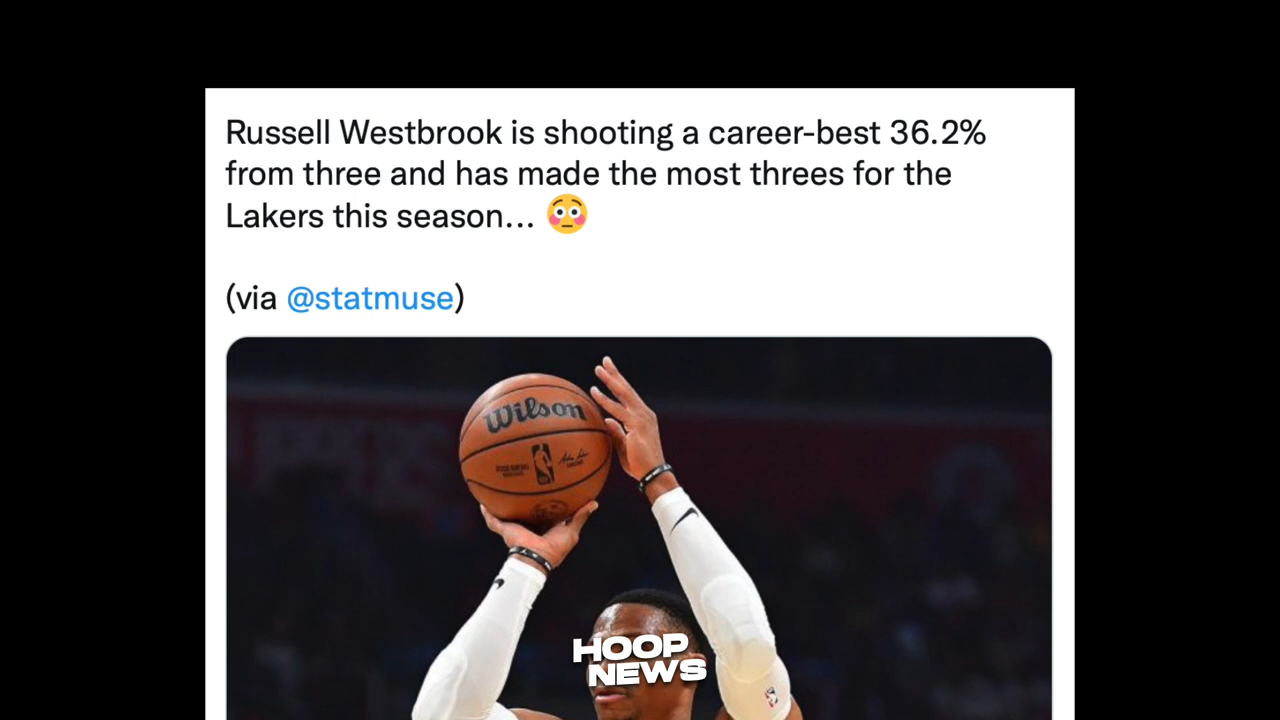 Russell Westbrook is shooting a career-best 36.2%
from three and has made the most threes for the
Lakers this season... 😳
(via @statmuse)
Wilson
HOOP
NEWS